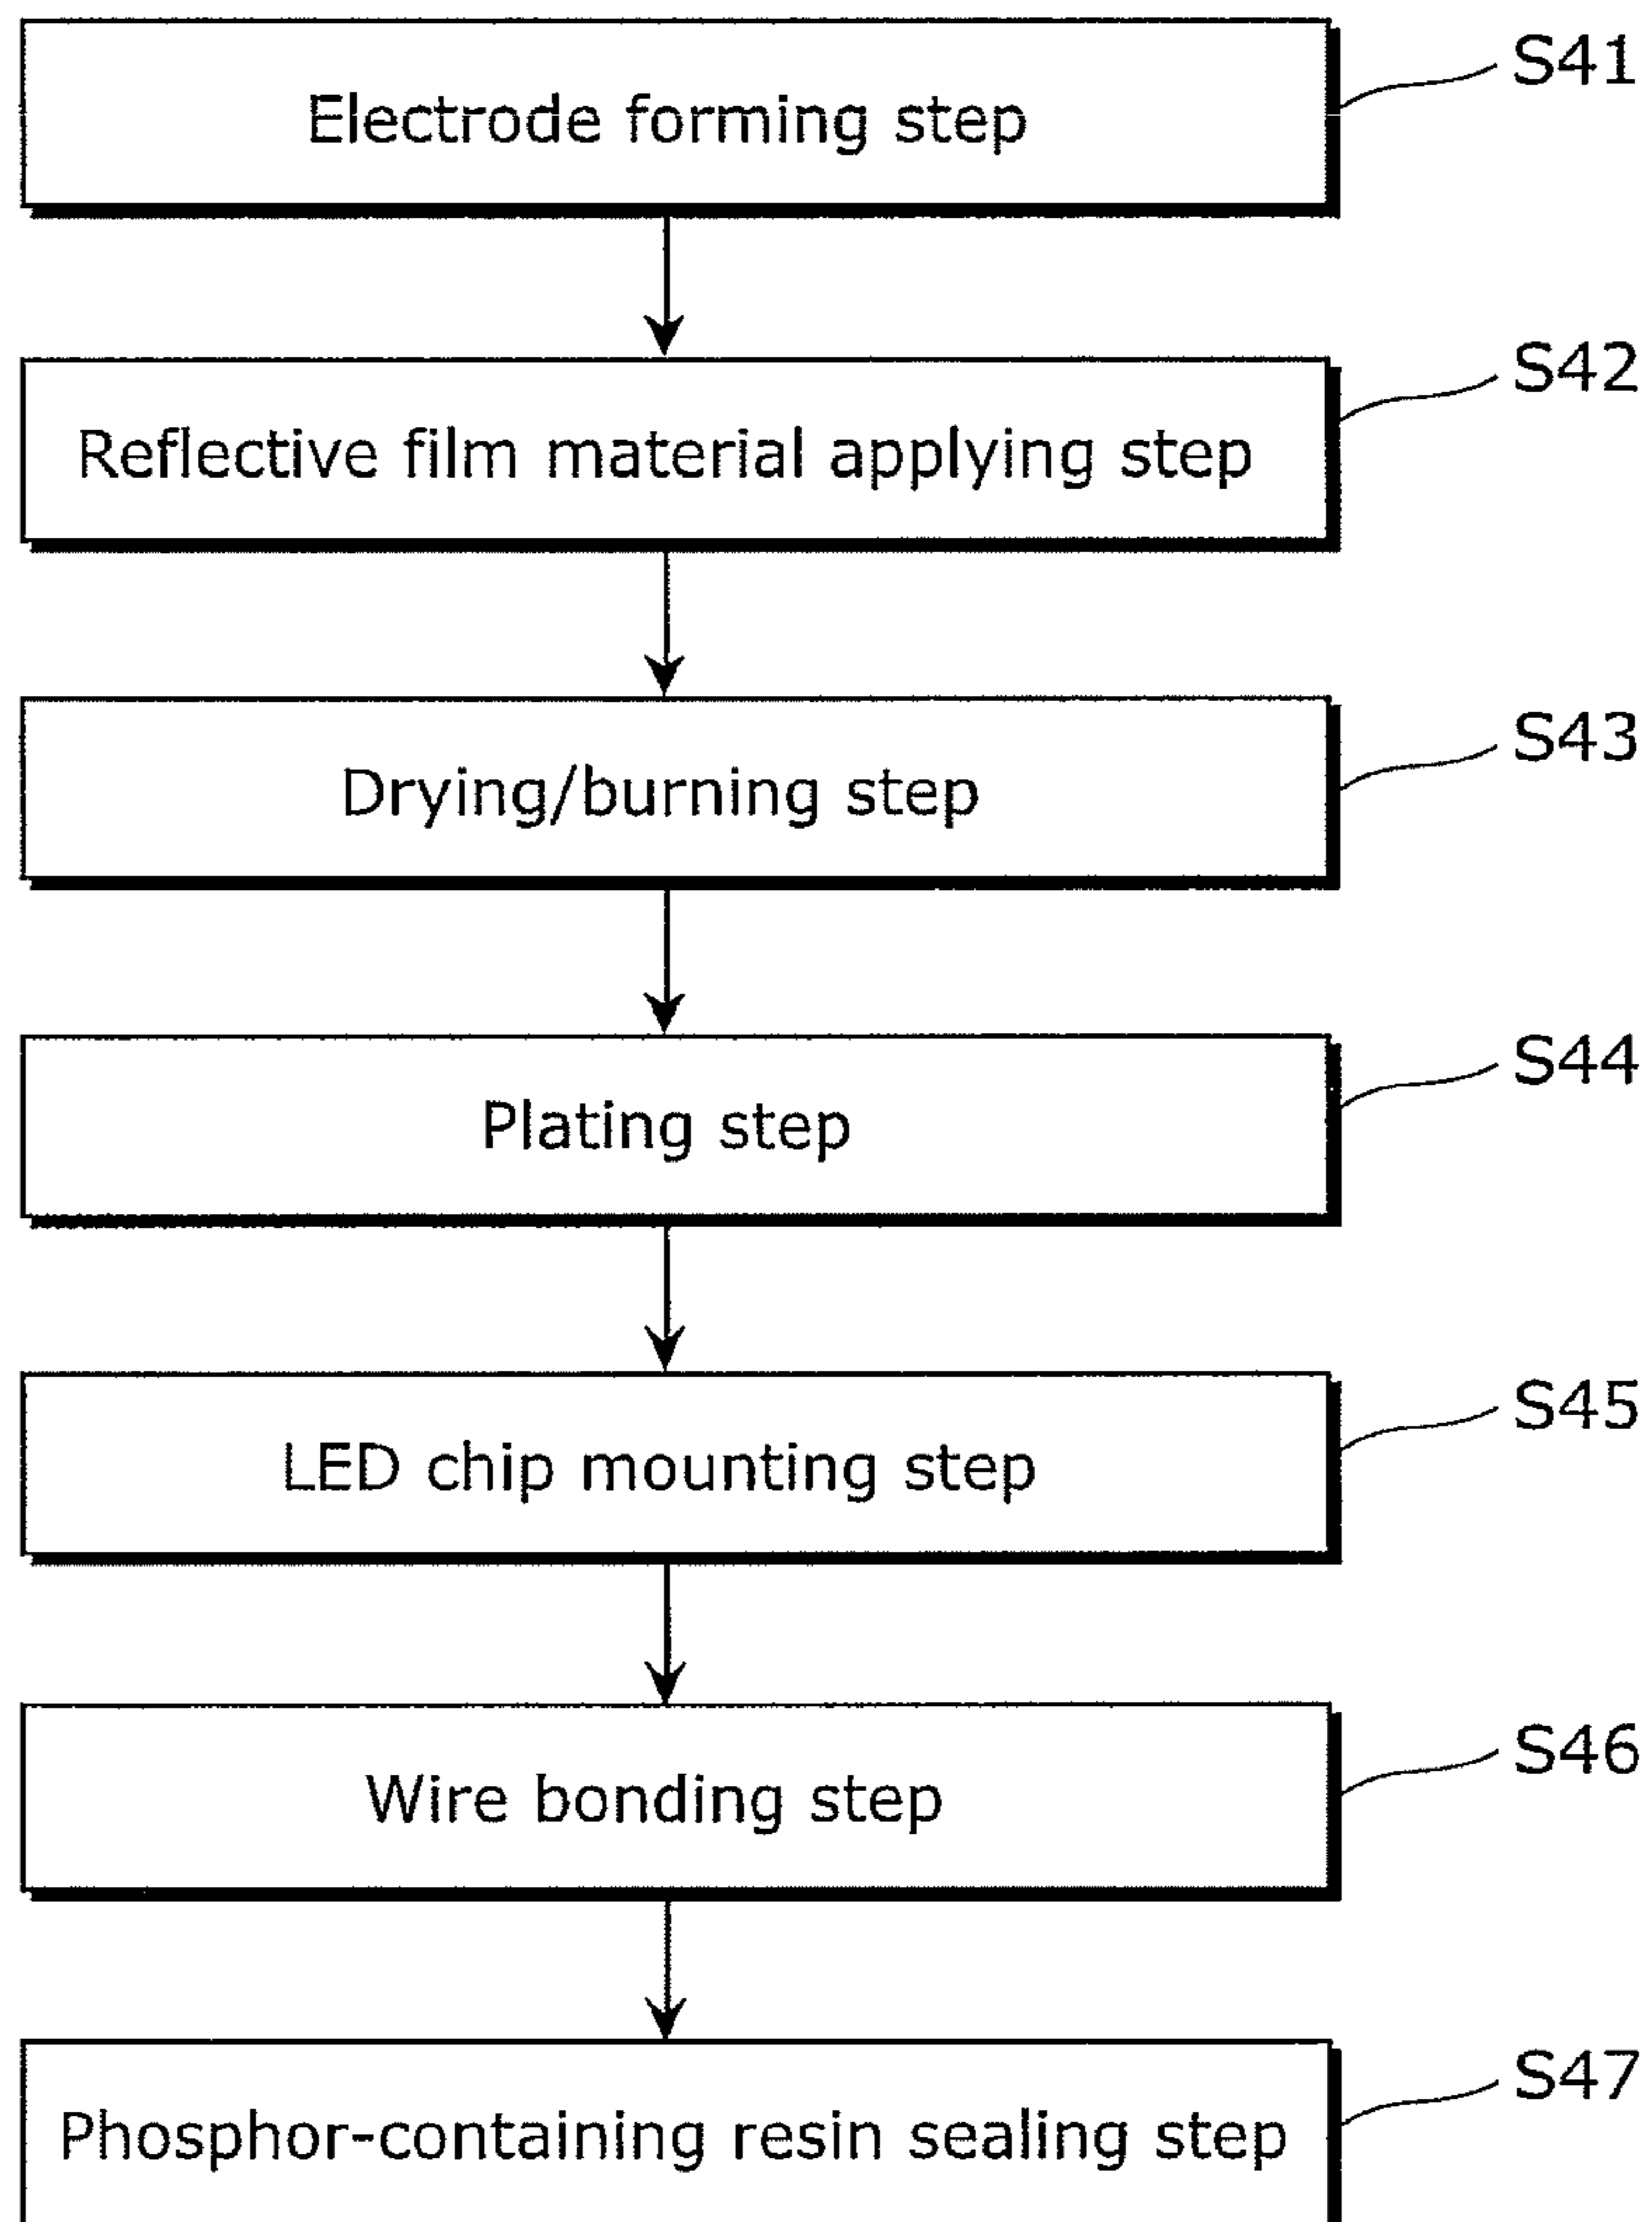 Electrode forming step
S41
Reflective film material applying step
S42
Drying/burning step
S43
Plating step
S44
LED chip mounting step
S45
Wire bonding step
S46
Phosphor-containing resin sealing step
S47